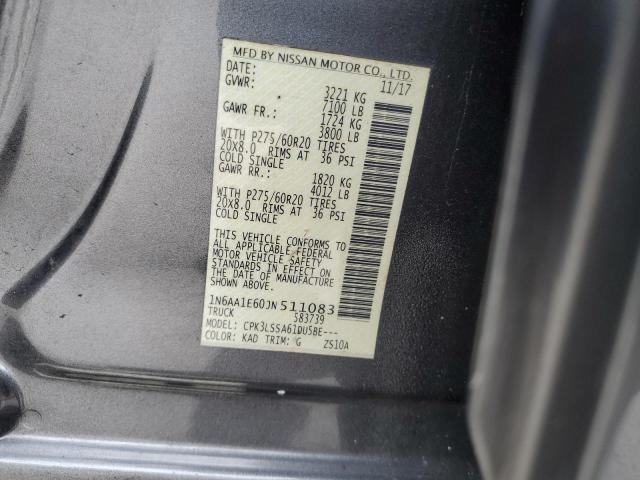 MFD BY NISSAN MOTOR CO., LTD.
DATE: 11/17
GVWR: 3221 KG
7100 LB
GAWR FR.: 1724 KG
3800 LB
WITH P275/60R20 TIRES
20X8.0 RIMS AT 36 PSI
COLD SINGLE
GAWR RR.: 1820 KG
4012 LB
WITH P275/60R20 TIRES
20X8.0 RIMS AT 36 PSI
COLD SINGLE
THIS VEHICLE CONFORMS TO
ALL APPLICABLE FEDERAL
MOTOR VEHICLE SAFETY
STANDARDS IN EFFECT ON
THE DATE OF MANUFACTURE
SHOWN ABOVE.
1N6AA1E60JN511083
TRUCK 583739
MODEL: CPK3LSSA61DU5BE---
COLOR: KAD TRIM: G ZS10A